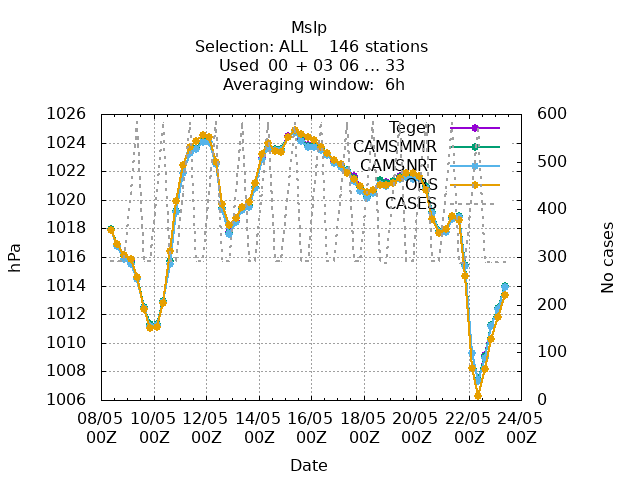 Mslp
Selection: ALL 146 stations
Used 00 + 03 06 ... 33
Averaging window: 6h
1026
1024
1022
1020
1018
1016
1014
1012
1010
1008
1006
hPa
600
500
400
300
200
100
0
No cases
Tegen
CAMSMMR
CAMSNRT
OBS
CASES
08/05 10/05 12/05 14/05 16/05 18/05 20/05 22/05 24/05
00Z 00Z 00Z 00Z 00Z 00Z 00Z 00Z 00Z
Date